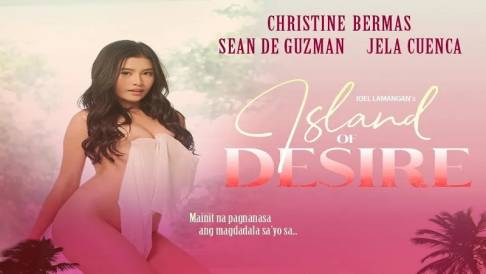 CHRISTINE BERMAS
SEAN DE GUZMAN JELA CUENCA
JOEL LAMANGAN's
Island
OF
DESIRE
Mainit na pagnanasa
ang magdadala sa'yo sa...